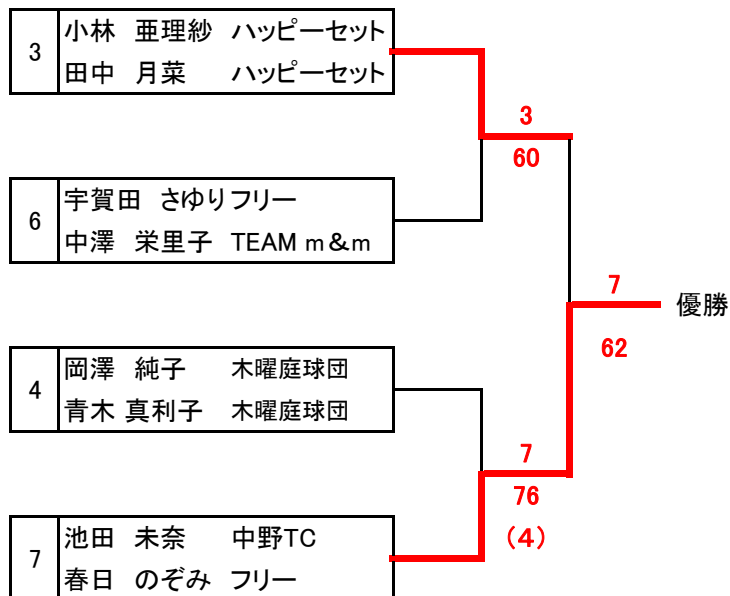 3
小林 亜理紗 ハッピーセット
田中 月菜 ハッピーセット
3
60
6
宇賀田 さゆり フリー
中澤 栄里子 TEAM m&m
7
優勝
62
4
岡澤 純子 木曜庭球団
青木 真利子 木曜庭球団
7
76
(4)
7
池田 未奈 中野TC
春日 のぞみ フリー